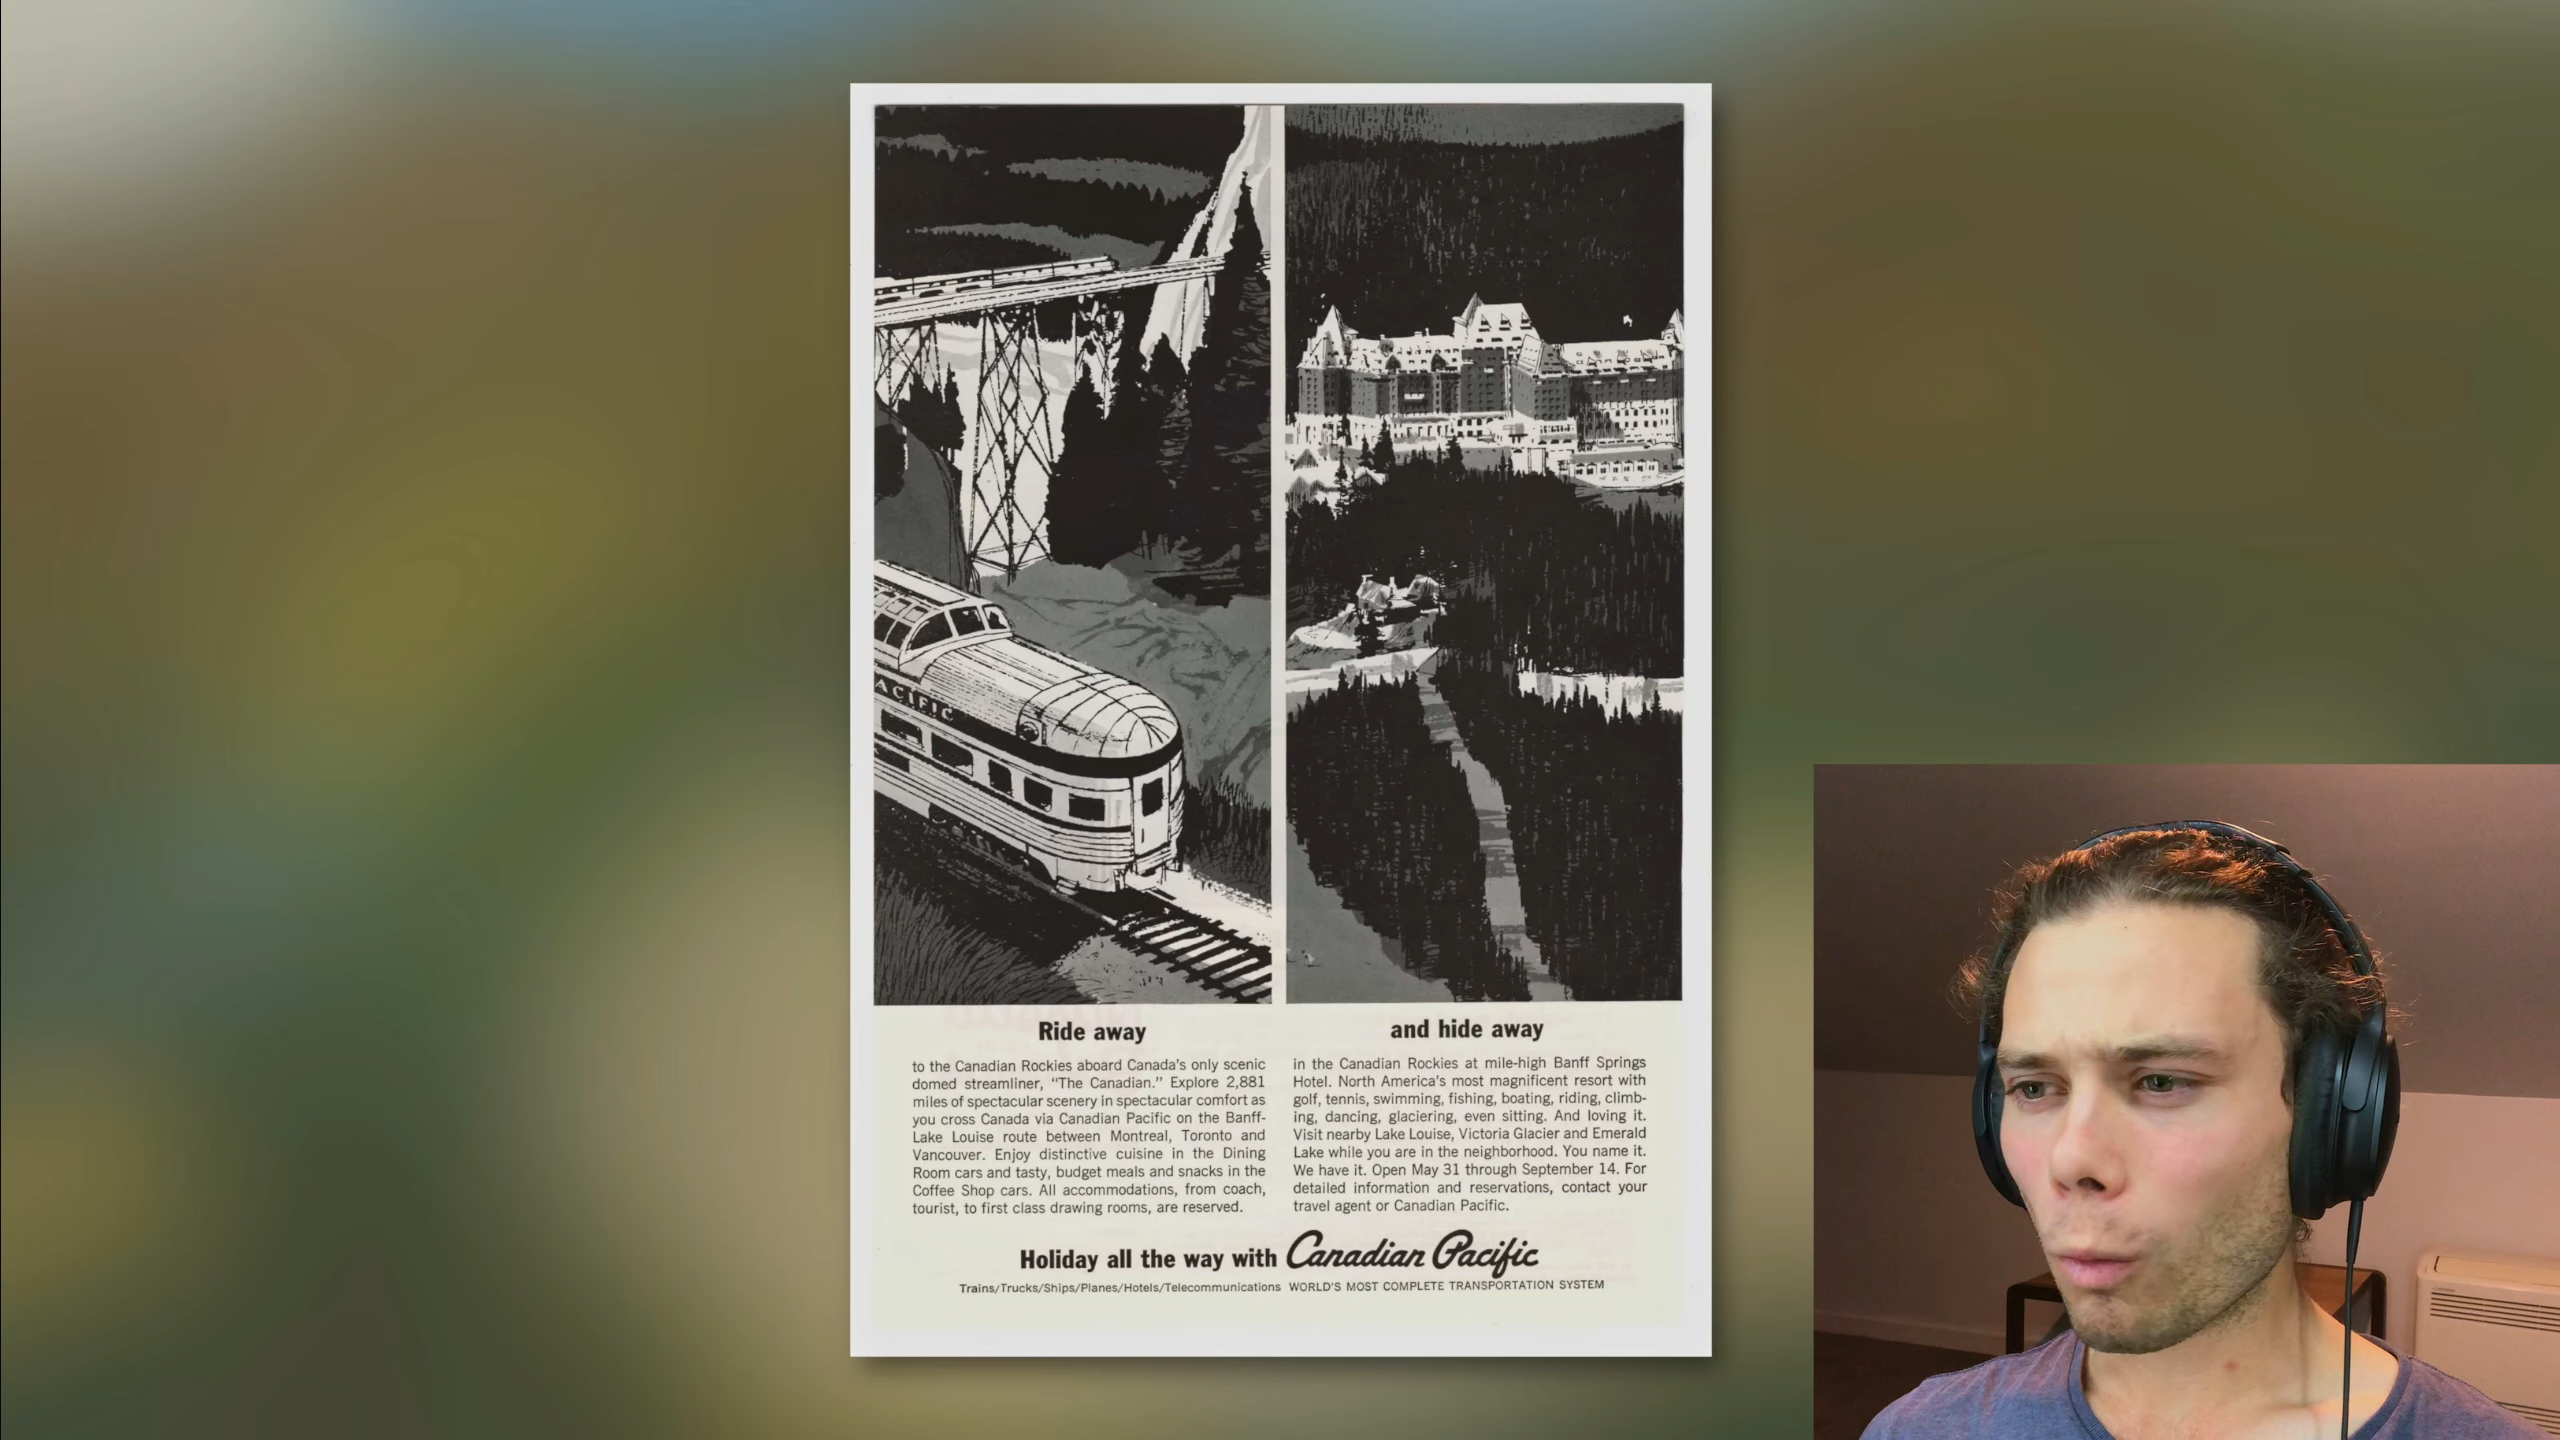 ACIFIC
Ride away
to the Canadian Rockies aboard Canada's only scenic
domed streamliner, "The Canadian." Explore 2,881
miles of spectacular scenery in spectacular comfort as
you cross Canada via Canadian Pacific on the Banff-
Lake Louise route between Montreal, Toronto and
Vancouver. Enjoy distinctive cuisine in the Dining
Room cars and tasty, budget meals and snacks in the
Coffee Shop cars. All accommodations, from coach,
tourist, to first class drawing rooms, are reserved.
and hide away
in the Canadian Rockies at mile-high Banff Springs
Hotel. North America's most magnificent resort with
golf, tennis, swimming, fishing, boating, riding, climb-
ing, dancing, glaciering, even sitting. And loving it.
Visit nearby Lake Louise, Victoria Glacier and Emerald
Lake while you are in the neighborhood. You name it.
We have it. Open May 31 through September 14. For
detailed information and reservations, contact your
travel agent or Canadian Pacific.
Holiday all the way with Canadian Pacific
Trains/Trucks/Ships/Planes/Hotels/Telecommunications WORLD'S MOST COMPLETE TRANSPORTATION SYSTEM